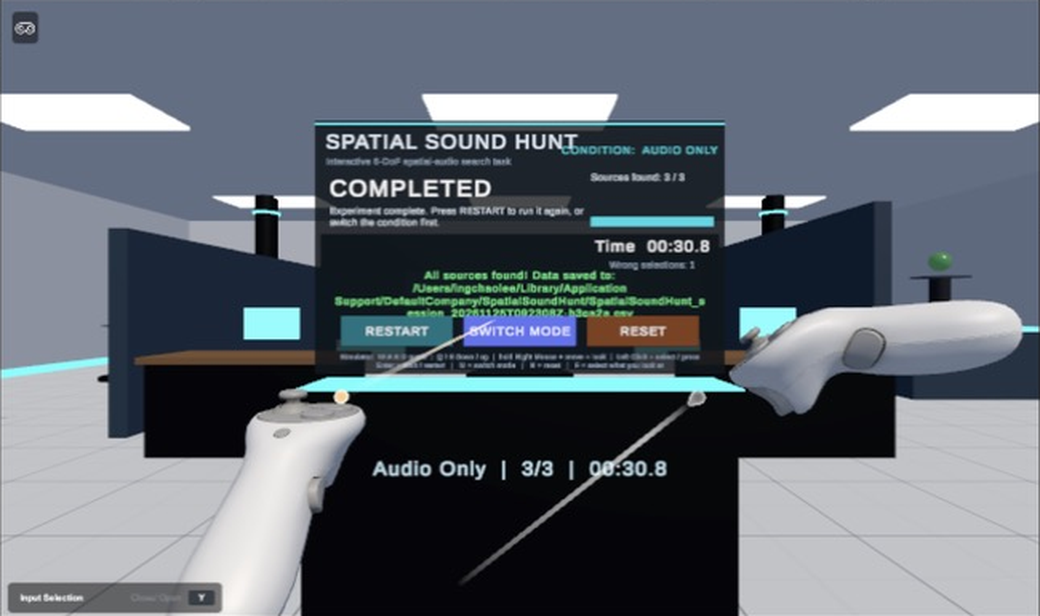 SPATIAL SOUND HUNT
CONDITION: AUDIO ONLY
Interactive 6-DoF spatial-audio search task
Sources found: 3 / 3
COMPLETED
Experiment complete. Press RESTART to run it again, or
switch the condition first.
Time 00:30.8
Wrong selections: 1
All sources found! Data saved to:
/Users/ingchaolee/Library/Application
Support/DefaultCompany/SpatialSoundHunt/SpatialSoundHunt_s
RESTART
SWITCH MODE
RESET
Audio Only | 3/3 | 00:30.8
Input Selection
Close/Open
Y